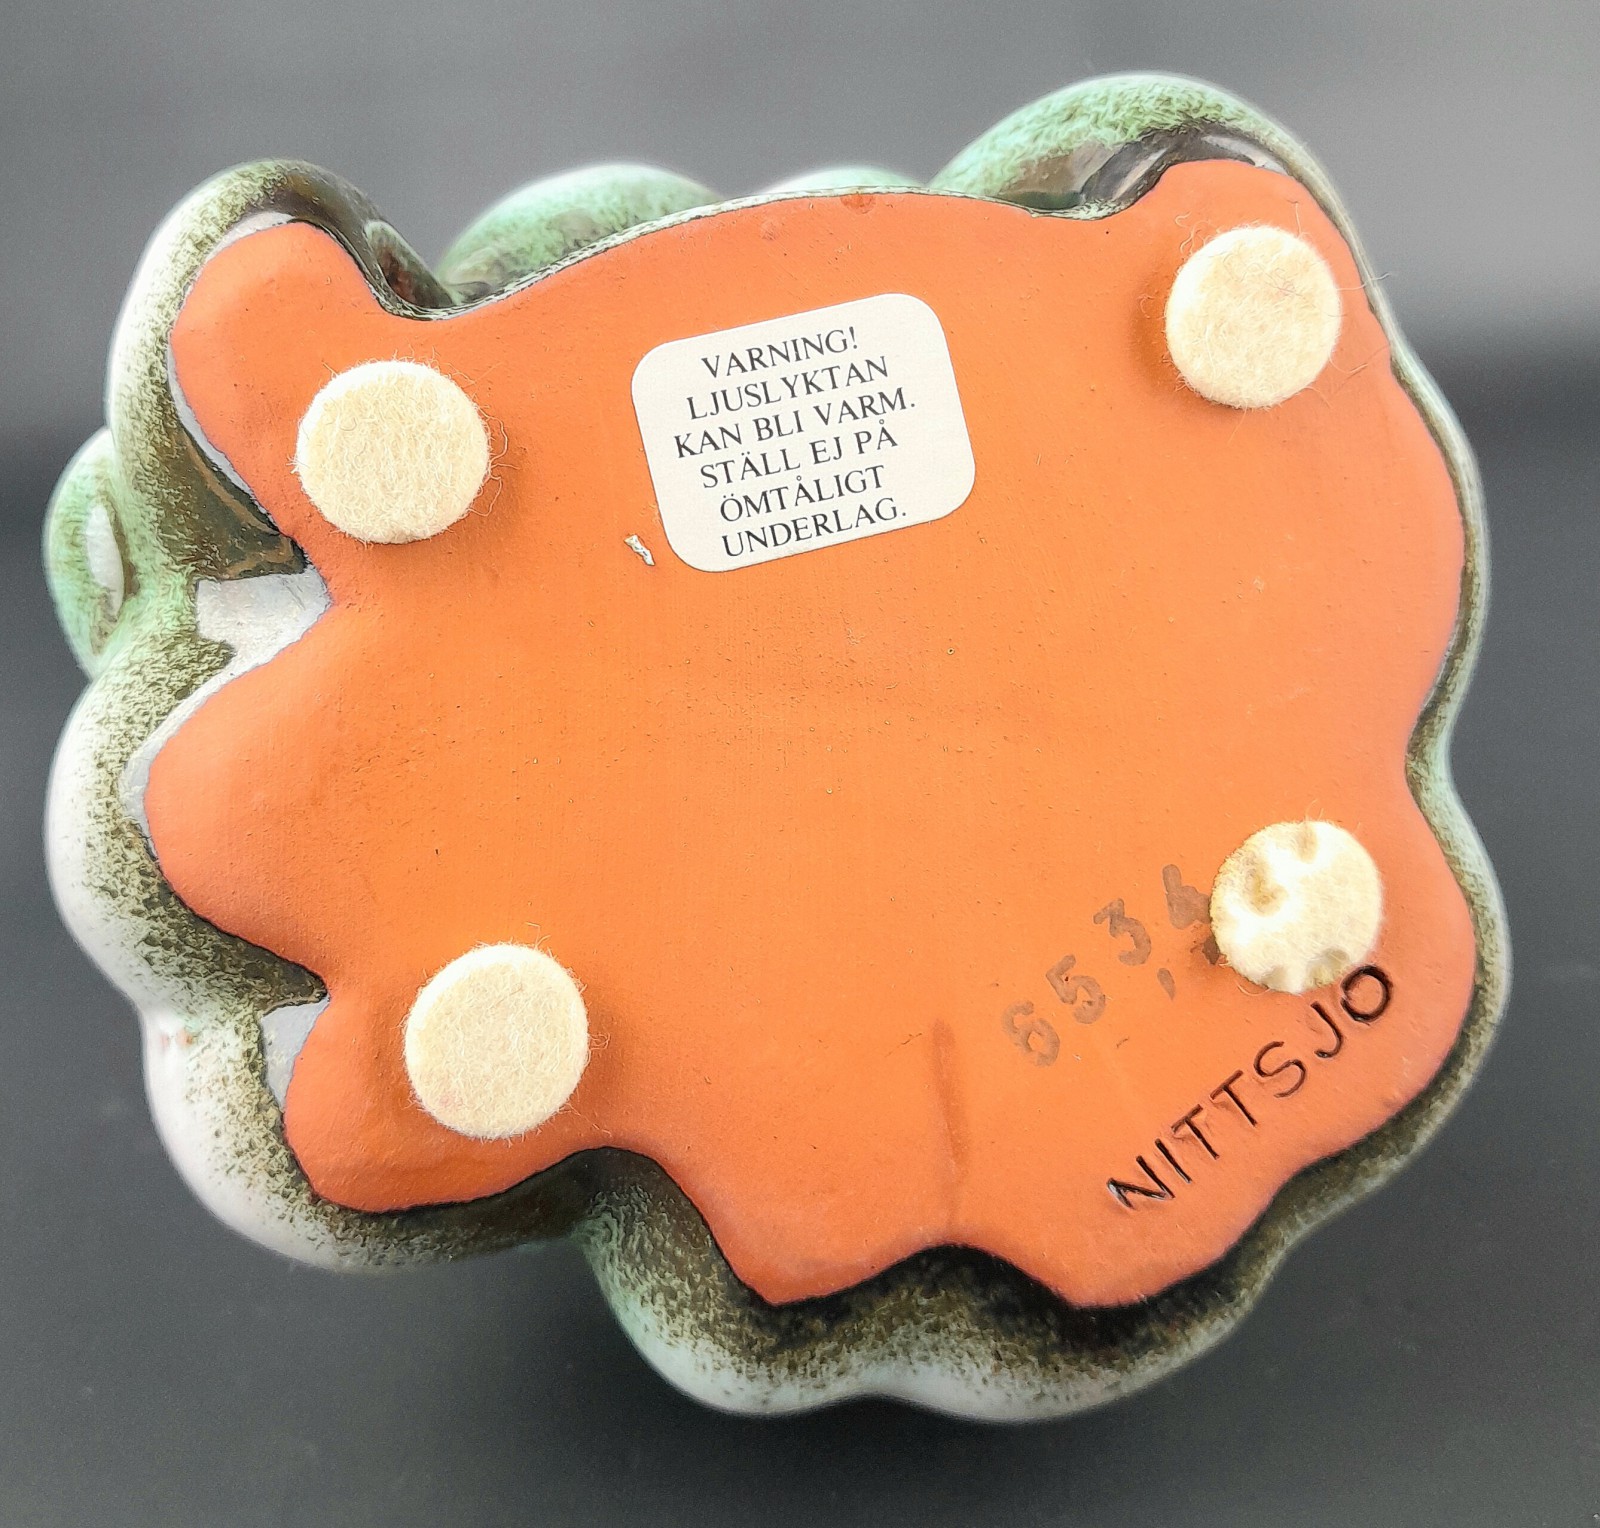 VARNING!
LJUSLYKTAN
KAN BLI VARM.
STÄLL EJ PÅ
ÖMTÅLIGT
UNDERLAG.
NITTSJO